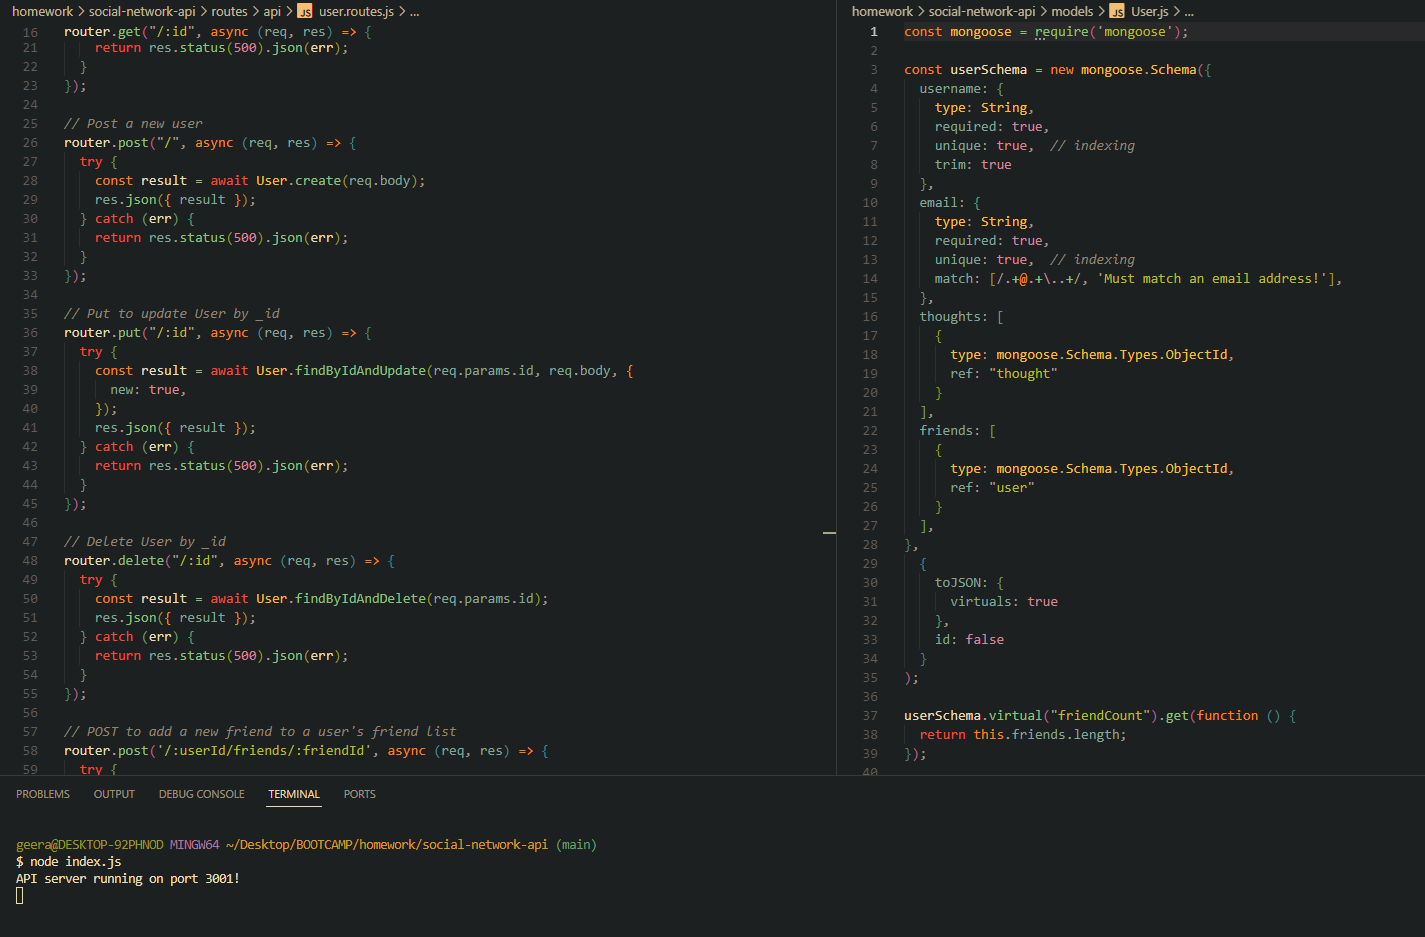 homework > social-network-api > routes > api > JS user.routes.js > ...
16 router.get("/:id", async (req, res) => {
21 return res.status(500).json(err);
22 }
23 });
24
25 // Post a new user
26 router.post("/", async (req, res) => {
27 try {
28 const result = await User.create(req.body);
29 res.json({ result });
30 } catch (err) {
31 return res.status(500).json(err);
32 }
33 });
34
35 // Put to update User by _id
36 router.put("/:id", async (req, res) => {
37 try {
38 const result = await User.findByIdAndUpdate(req.params.id, req.body, {
39 new: true,
40 });
41 res.json({ result });
42 } catch (err) {
43 return res.status(500).json(err);
44 }
45 });
46
47 // Delete User by _id
48 router.delete("/:id", async (req, res) => {
49 try {
50 const result = await User.findByIdAndDelete(req.params.id);
51 res.json({ result });
52 } catch (err) {
53 return res.status(500).json(err);
54 }
55 });
56
57 // POST to add a new friend to a user's friend list
58 router.post('/:userId/friends/:friendId', async (req, res) => {
59 try {
homework > social-network-api > models > JS User.js > ...
1 const mongoose = require('mongoose');
2
3 const userSchema = new mongoose.Schema({
4 username: {
5 type: String,
6 required: true,
7 unique: true, // indexing
8 trim: true
9 },
10 email: {
11 type: String,
12 required: true,
13 unique: true, // indexing
14 match: [/.+@.+\..+/, 'Must match an email address!'],
15 },
16 thoughts: [
17 {
18 type: mongoose.Schema.Types.ObjectId,
19 ref: "thought"
20 }
21 ],
22 friends: [
23 {
24 type: mongoose.Schema.Types.ObjectId,
25 ref: "user"
26 }
27 ],
28 },
29 {
30 toJSON: {
31 virtuals: true
32 },
33 id: false
34 }
35 );
36
37 userSchema.virtual("friendCount").get(function () {
38 return this.friends.length;
39 });
40
PROBLEMS OUTPUT DEBUG CONSOLE TERMINAL PORTS
geera@DESKTOP-92PHNOD MINGW64 ~/Desktop/BOOTCAMP/homework/social-network-api (main)
$ node index.js
API server running on port 3001!